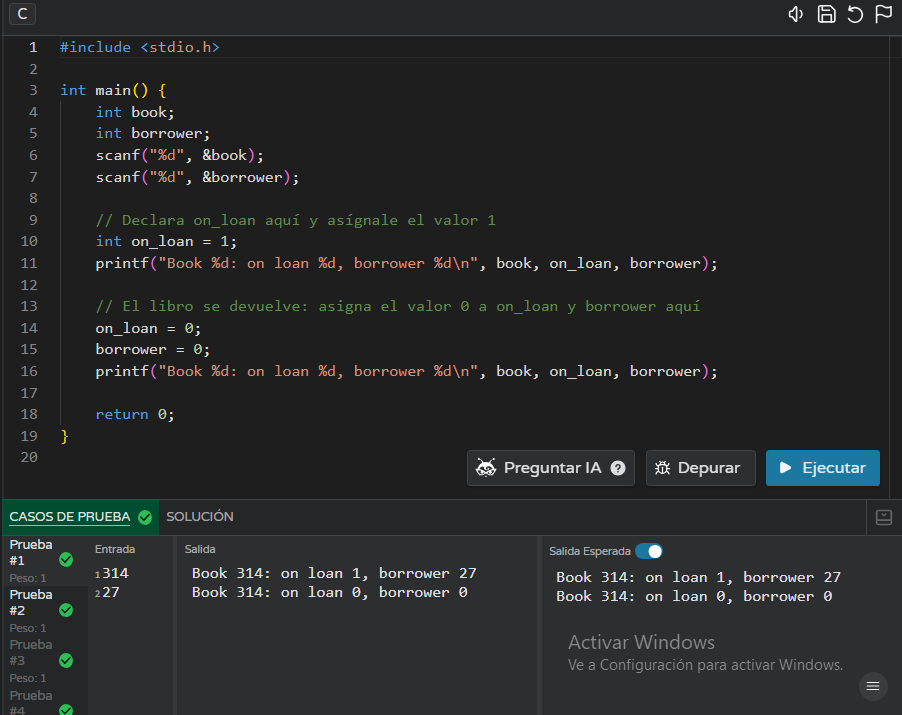 C
1 #include <stdio.h>
2
3 int main() {
4     int book;
5     int borrower;
6     scanf("%d", &book);
7     scanf("%d", &borrower);
8
9     // Declara on_loan aquí y asígnale el valor 1
10     int on_loan = 1;
11     printf("Book %d: on loan %d, borrower %d\n", book, on_loan, borrower);
12
13     // El libro se devuelve: asigna el valor 0 a on_loan y borrower aquí
14     on_loan = 0;
15     borrower = 0;
16     printf("Book %d: on loan %d, borrower %d\n", book, on_loan, borrower);
17
18     return 0;
19 }
20
Preguntar IA ? Depurar Ejecutar
CASOS DE PRUEBA SOLUCIÓN
Prueba
#1
Peso: 1
Prueba
#2
Peso: 1
Prueba
#3
Peso: 1
Prueba
#4
Entrada
1 314
2 27
Salida
Book 314: on loan 1, borrower 27
Book 314: on loan 0, borrower 0
Salida Esperada
Book 314: on loan 1, borrower 27
Book 314: on loan 0, borrower 0
Activar Windows
Ve a Configuración para activar Windows.